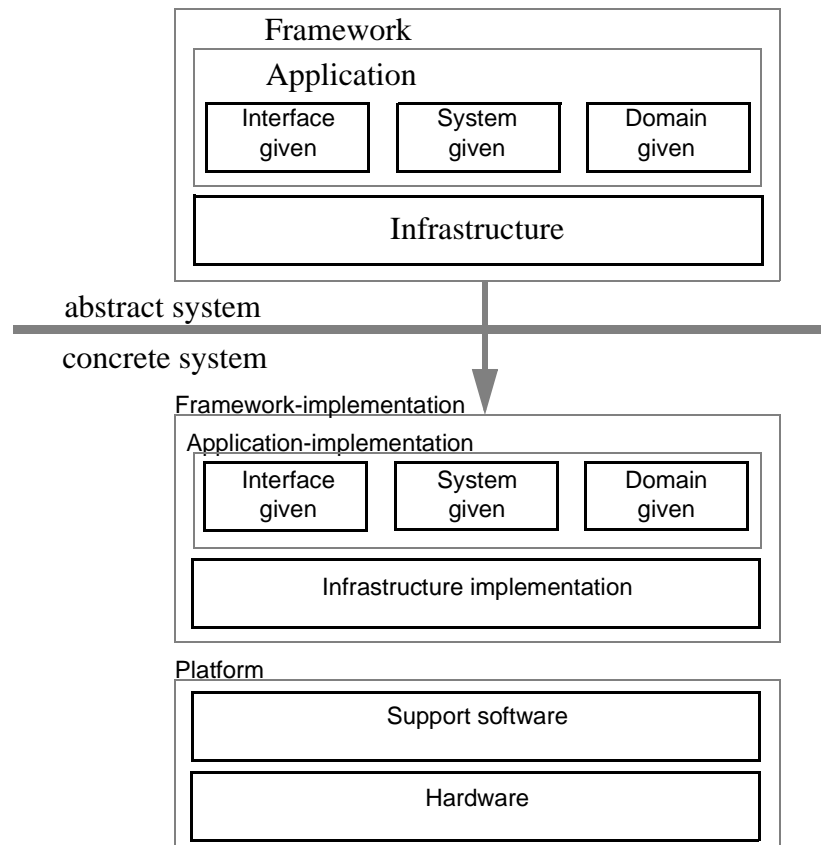 Framework
Application
Interface
given
System
given
Domain
given
Infrastructure
abstract system
concrete system
Framework-implementation
Application-implementation
Interface
given
System
given
Domain
given
Infrastructure implementation
Platform
Support software
Hardware